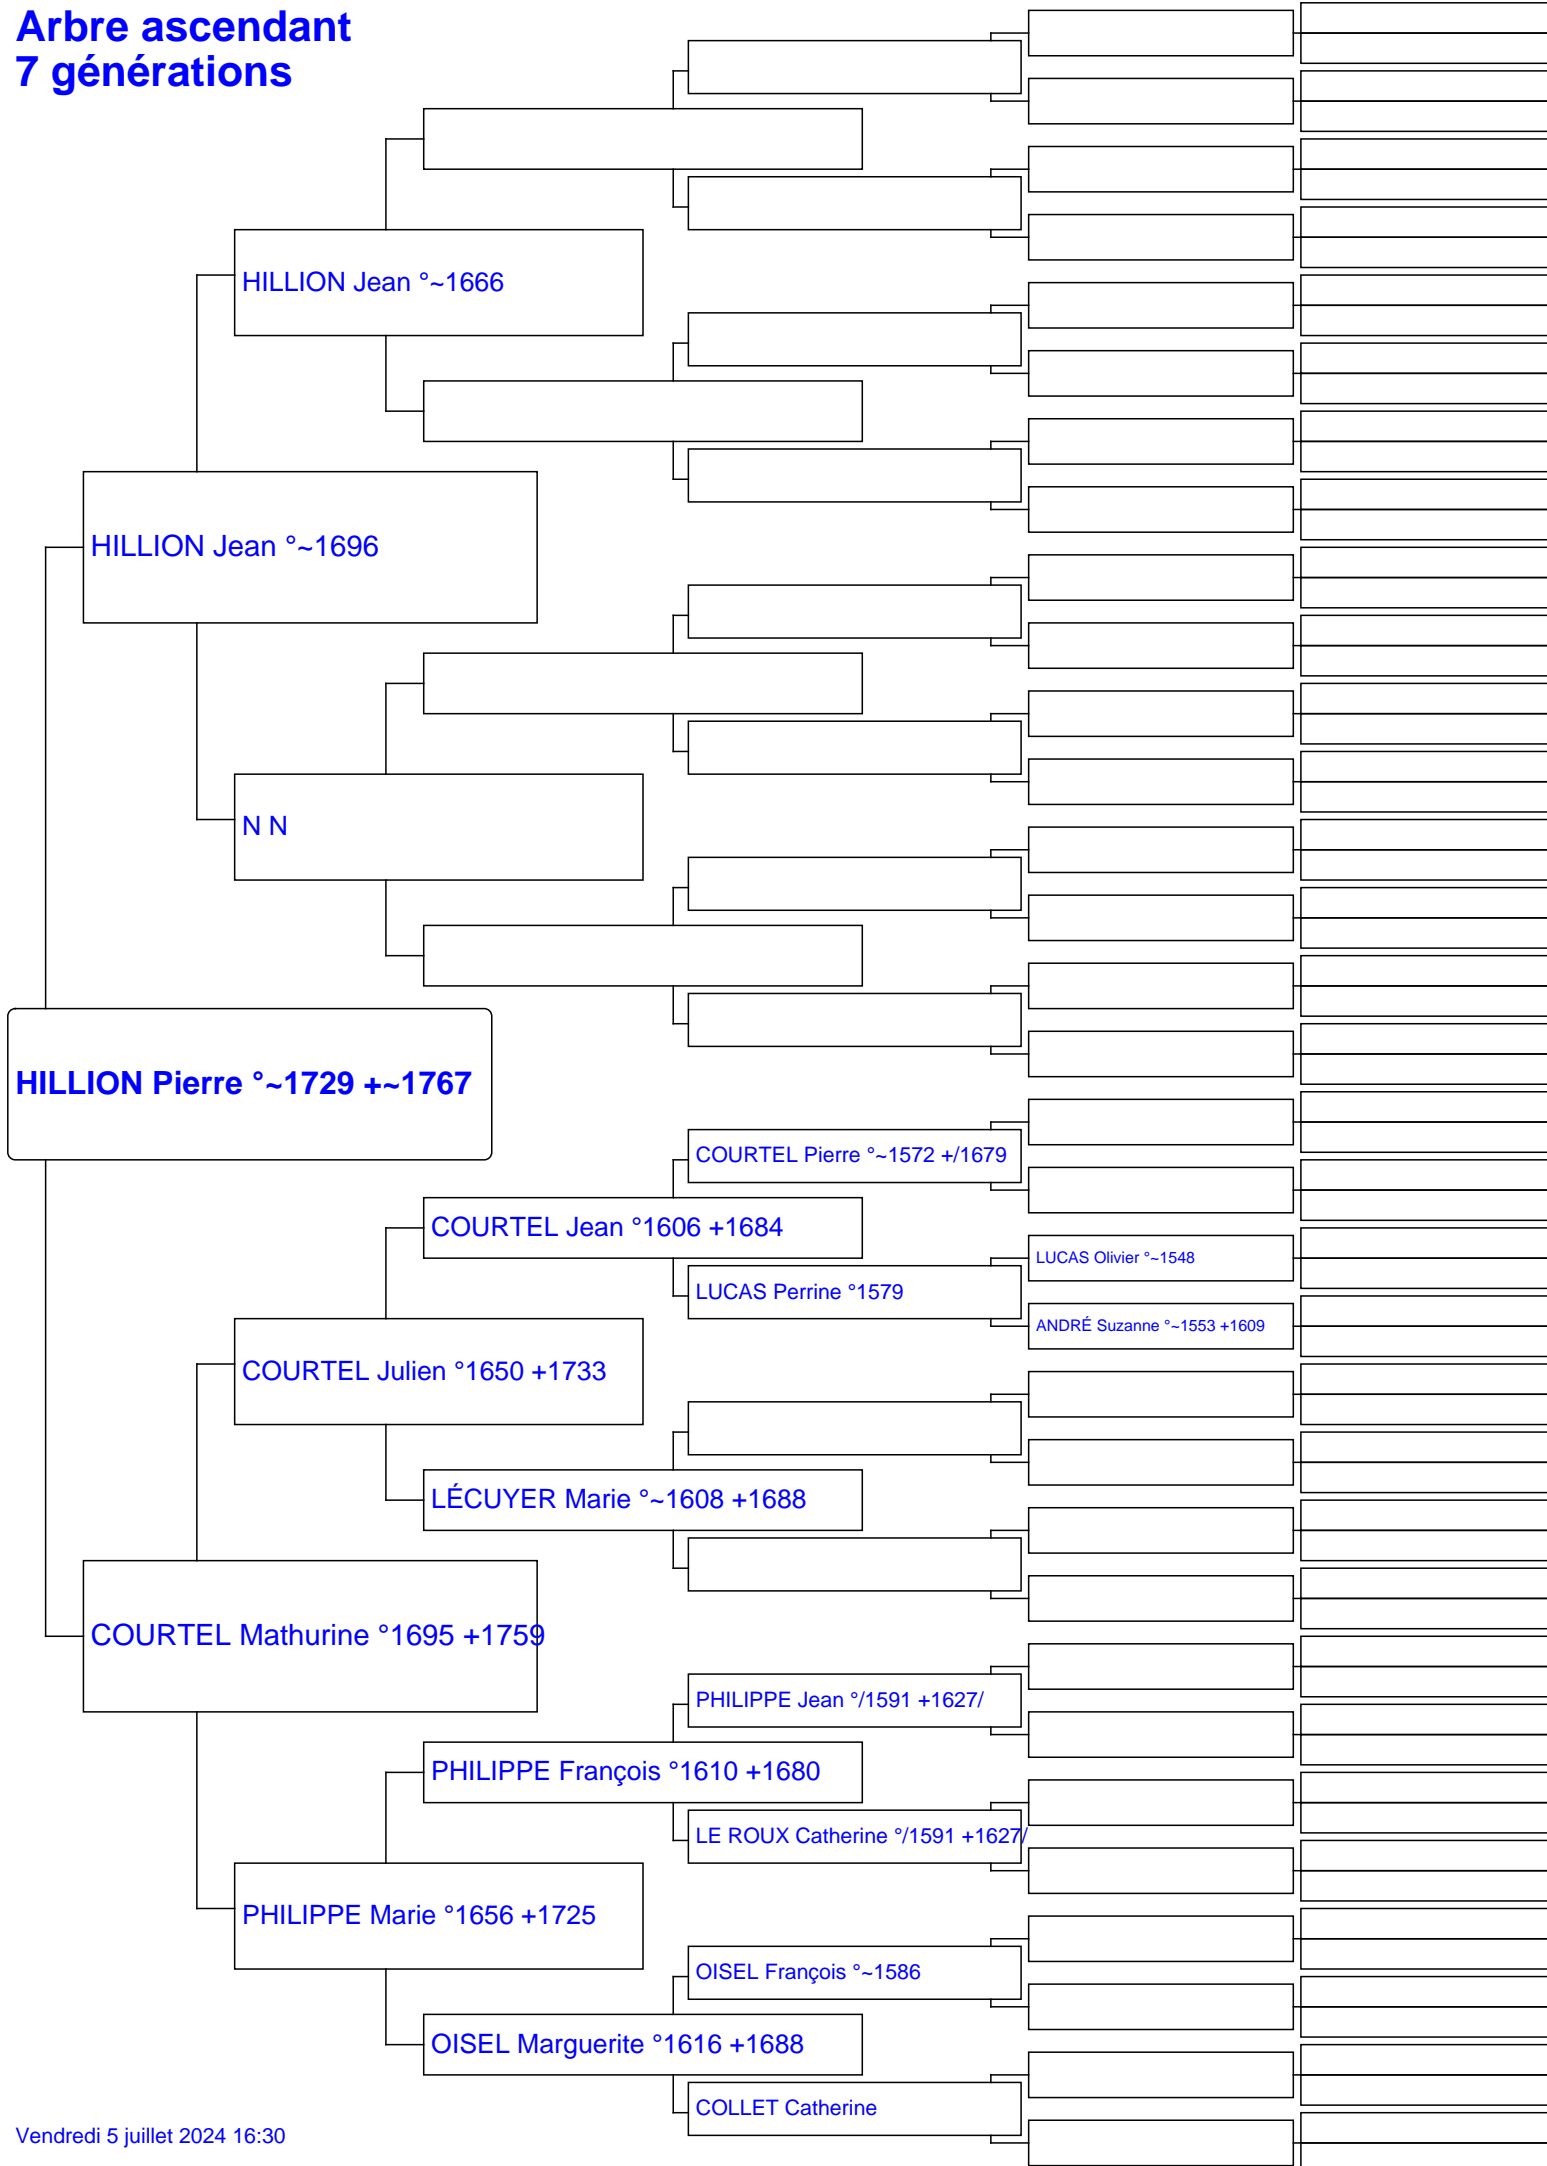 Arbre ascendant
7 générations
HILLION Jean °~1666
HILLION Jean °~1696
N N
HILLION Pierre °~1729 +~1767
COURTEL Pierre °~1572 +/1679
COURTEL Jean °1606 +1684
LUCAS Olivier °~1548
LUCAS Perrine °1579
ANDRÉ Suzanne °~1553 +1609
COURTEL Julien °1650 +1733
LÉCUYER Marie °~1608 +1688
COURTEL Mathurine °1695 +1759
PHILIPPE Jean °/1591 +1627/
PHILIPPE François °1610 +1680
LE ROUX Catherine °/1591 +1627/
PHILIPPE Marie °1656 +1725
OISEL François °~1586
OISEL Marguerite °1616 +1688
COLLET Catherine
Vendredi 5 juillet 2024 16:30